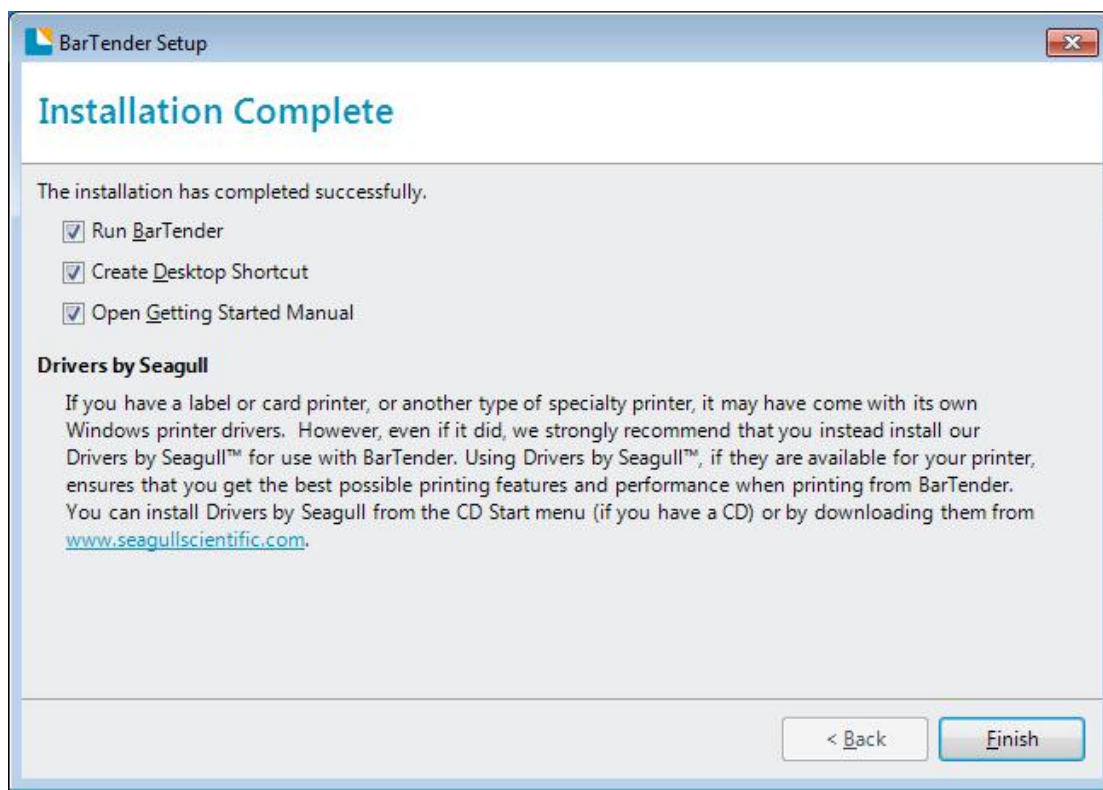 BarTender Setup
Installation Complete
The installation has completed successfully.
Run BarTender
Create Desktop Shortcut
Open Getting Started Manual
Drivers by Seagull
If you have a label or card printer, or another type of specialty printer, it may have come with its own
Windows printer drivers.  However, even if it did, we strongly recommend that you instead install our
Drivers by Seagull™ for use with BarTender. Using Drivers by Seagull™, if they are available for your printer,
ensures that you get the best possible printing features and performance when printing from BarTender.
You can install Drivers by Seagull from the CD Start menu (if you have a CD) or by downloading them from
www.seagullscientific.com.
< Back
Finish